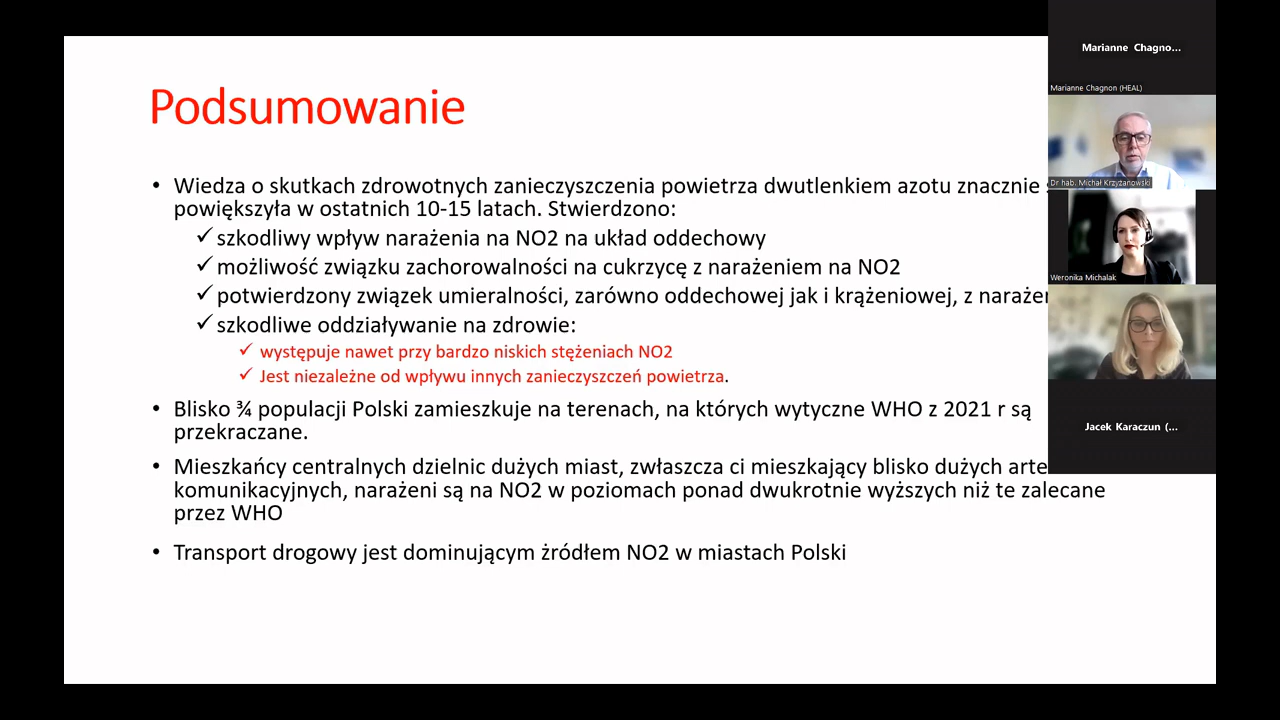 Podsumowanie
• Wiedza o skutkach zdrowotnych zanieczyszczenia powietrza dwutlenkiem azotu znacznie
powiększyła w ostatnich 10-15 latach. Stwierdzono:
✓ szkodliwy wpływ narażenia na NO2 na układ oddechowy
✓ możliwość związku zachorowalności na cukrzycę z narażeniem na NO2
✓ potwierdzony związek umieralności, zarówno oddechowej jak i krążeniowej, z
✓ szkodliwe oddziaływanie na zdrowie:
✓ występuje nawet przy bardzo niskich stężeniach NO2
✓ Jest niezależne od wpływu innych zanieczyszczeń powietrza.
• Blisko ¾ populacji Polski zamieszkuje na terenach, na których wytyczne WHO z 2021 r są
przekraczane.
• Mieszkańcy centralnych dzielnic dużych miast, zwłaszcza ci mieszkający blisko dużych
komunikacyjnych, narażeni są na NO2 w poziomach ponad dwukrotnie wyższych niż te zalecane
przez WHO
• Transport drogowy jest dominującym żródłem NO2 w miastach Polski
Marianne Chagno...
Marianne Chagnon (HEAL)
Dr hab. Michał Krzyżanowski
Weronika Michalak
Jacek Karaczun (...